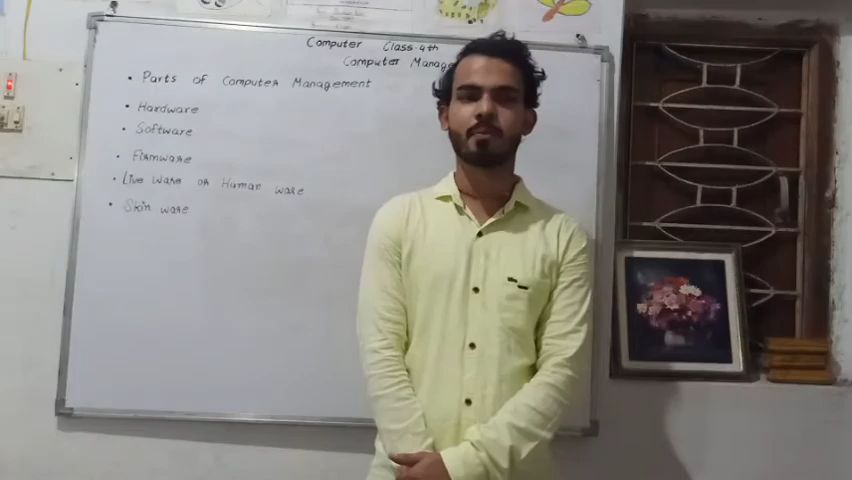 Computer Class 4th
Computer Manage
• Parts of Computer Management
• Hardware
• Software
• Firmware
• Live ware or Human ware
• Skin ware